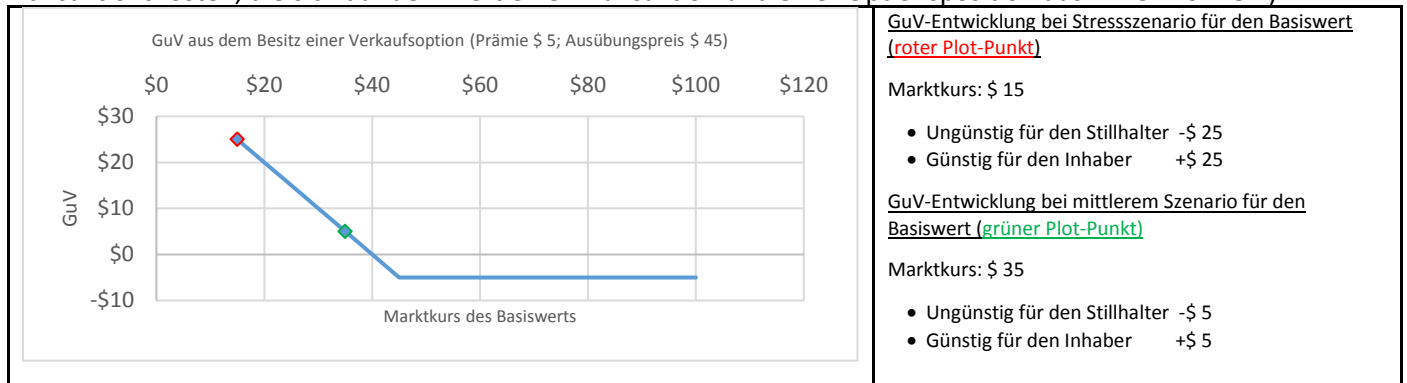 GuV aus dem Besitz einer Verkaufsoption (Prämie $ 5; Ausübungspreis $ 45)
$0 $20 $40 $60 $80 $100 $120
$30
$20
$10
$0
-$10
GuV
Marktkurs des Basiswerts
GuV-Entwicklung bei Stressszenario für den Basiswert
(roter Plot-Punkt)
Marktkurs: $ 15
• Ungünstig für den Stillhalter -$ 25
• Günstig für den Inhaber +$ 25
GuV-Entwicklung bei mittlerem Szenario für den
Basiswert (grüner Plot-Punkt)
Marktkurs: $ 35
• Ungünstig für den Stillhalter -$ 5
• Günstig für den Inhaber +$ 5